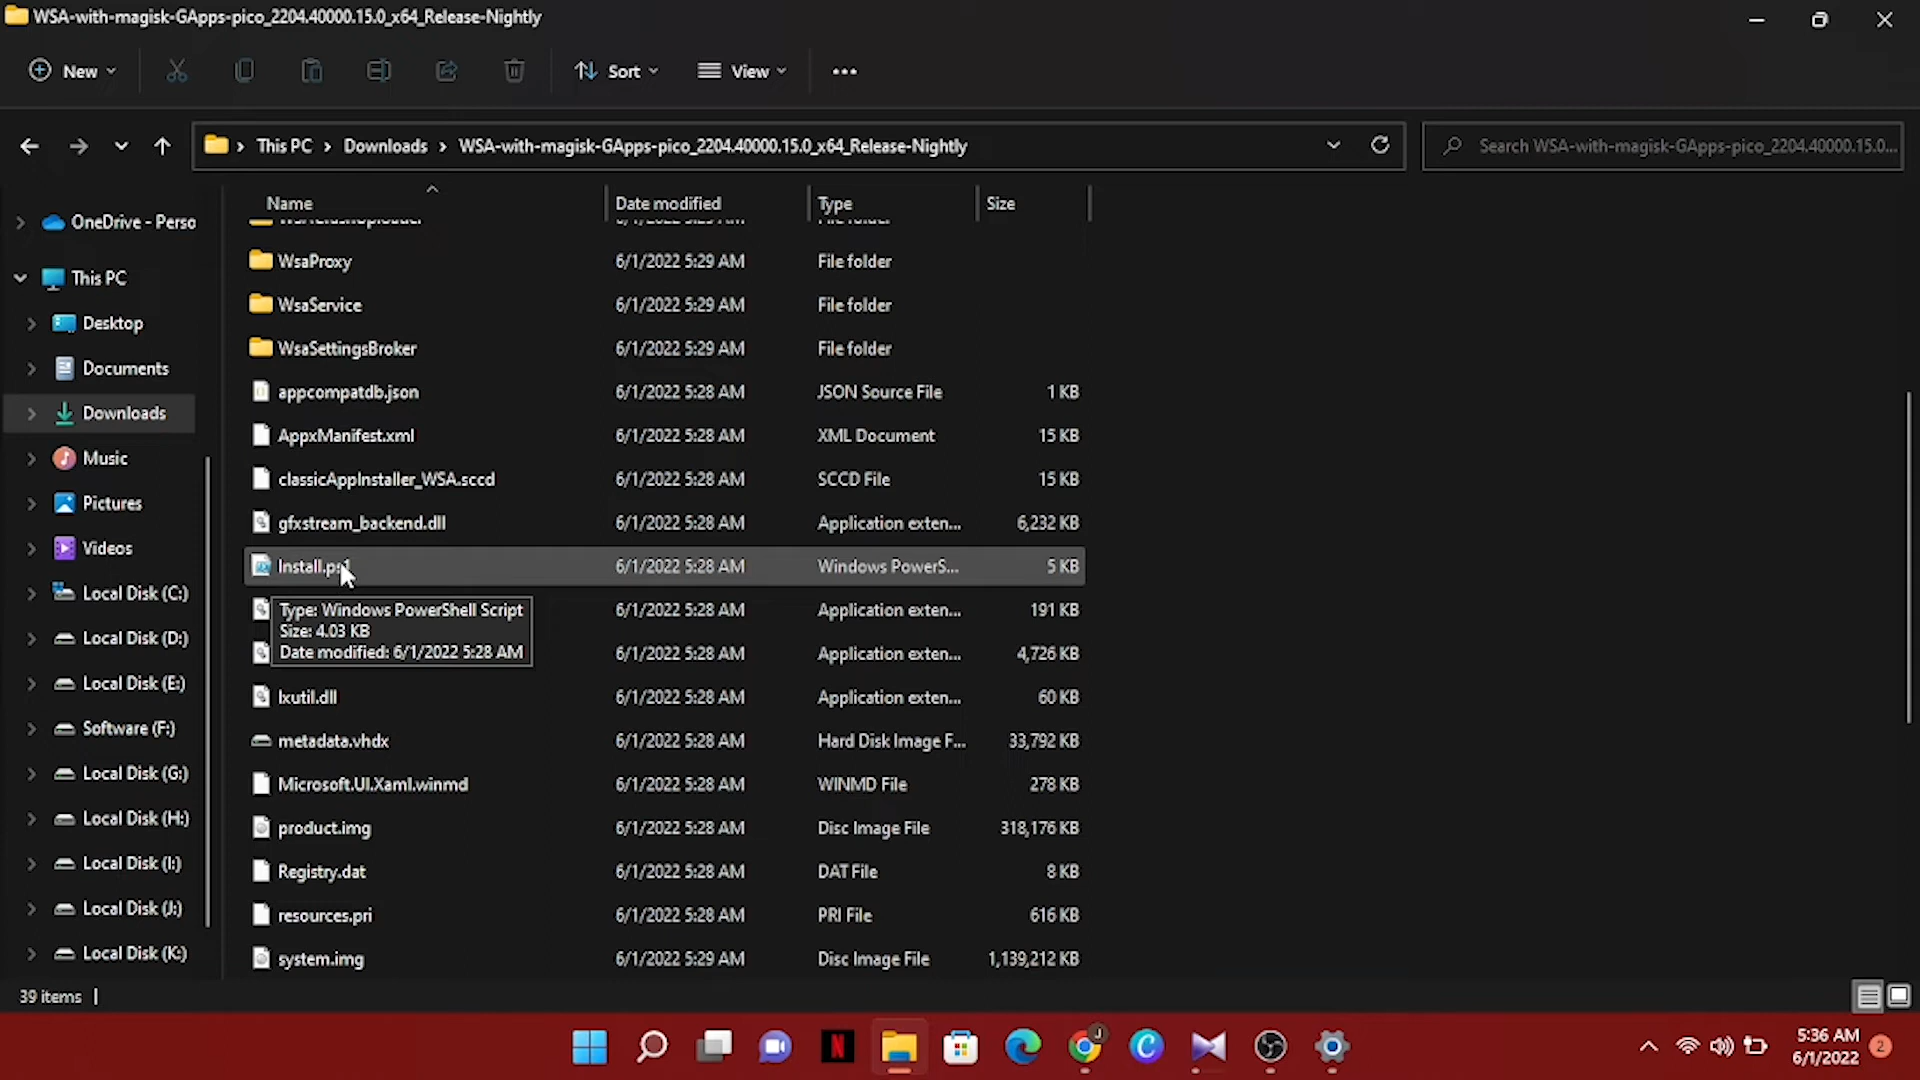 WSA-with-magisk-GApps-pico_2204.40000.15.0_x64_Release-Nightly
New Sort View
This PC Downloads WSA-with-magisk-GApps-pico_2204.40000.15.0_x64_Release-Nightly Search WSA-with-magisk-GApps-pico_2204.40000.15.0...
Name Date modified Type Size
OneDrive - Perso
This PC
Desktop
Documents
Downloads
Music
Pictures
Videos
Local Disk (C:)
Local Disk (D:)
Local Disk (E:)
Software (F:)
Local Disk (G:)
Local Disk (H:)
Local Disk (I:)
Local Disk (J:)
Local Disk (K:)
WsaProxy 6/1/2022 5:29 AM File folder
WsaService 6/1/2022 5:29 AM File folder
WsaSettingsBroker 6/1/2022 5:29 AM File folder
appcompatdb.json 6/1/2022 5:28 AM JSON Source File 1 KB
AppxManifest.xml 6/1/2022 5:28 AM XML Document 15 KB
classicAppInstaller_WSA.sccd 6/1/2022 5:28 AM SCCD File 15 KB
gfxstream_backend.dll 6/1/2022 5:28 AM Application exten... 6,232 KB
Install.ps1 6/1/2022 5:28 AM Windows PowerS... 5 KB
6/1/2022 5:28 AM Application exten... 191 KB
6/1/2022 5:28 AM Application exten... 4,726 KB
Type: Windows PowerShell Script
Size: 4.03 KB
Date modified: 6/1/2022 5:28 AM
lxutil.dll 6/1/2022 5:28 AM Application exten... 60 KB
metadata.vhdx 6/1/2022 5:28 AM Hard Disk Image F... 33,792 KB
Microsoft.UI.Xaml.winmd 6/1/2022 5:28 AM WINMD File 278 KB
product.img 6/1/2022 5:28 AM Disc Image File 318,176 KB
Registry.dat 6/1/2022 5:28 AM DAT File 8 KB
resources.pri 6/1/2022 5:28 AM PRI File 616 KB
system.img 6/1/2022 5:29 AM Disc Image File 1,139,212 KB
39 items
N J C
5:36 AM
6/1/2022 2